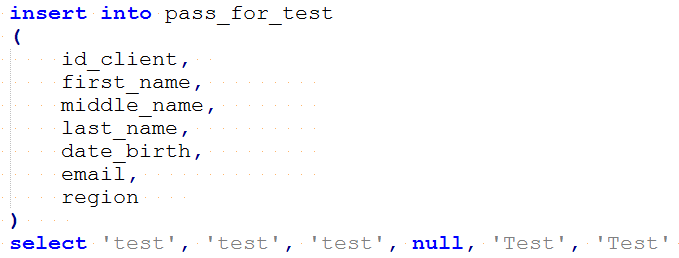 insert into pass_for_test
(
id_client,
first_name,
middle_name,
last_name,
date_birth,
email,
region
)
select 'test', 'test', 'test', null, 'Test', 'Test'